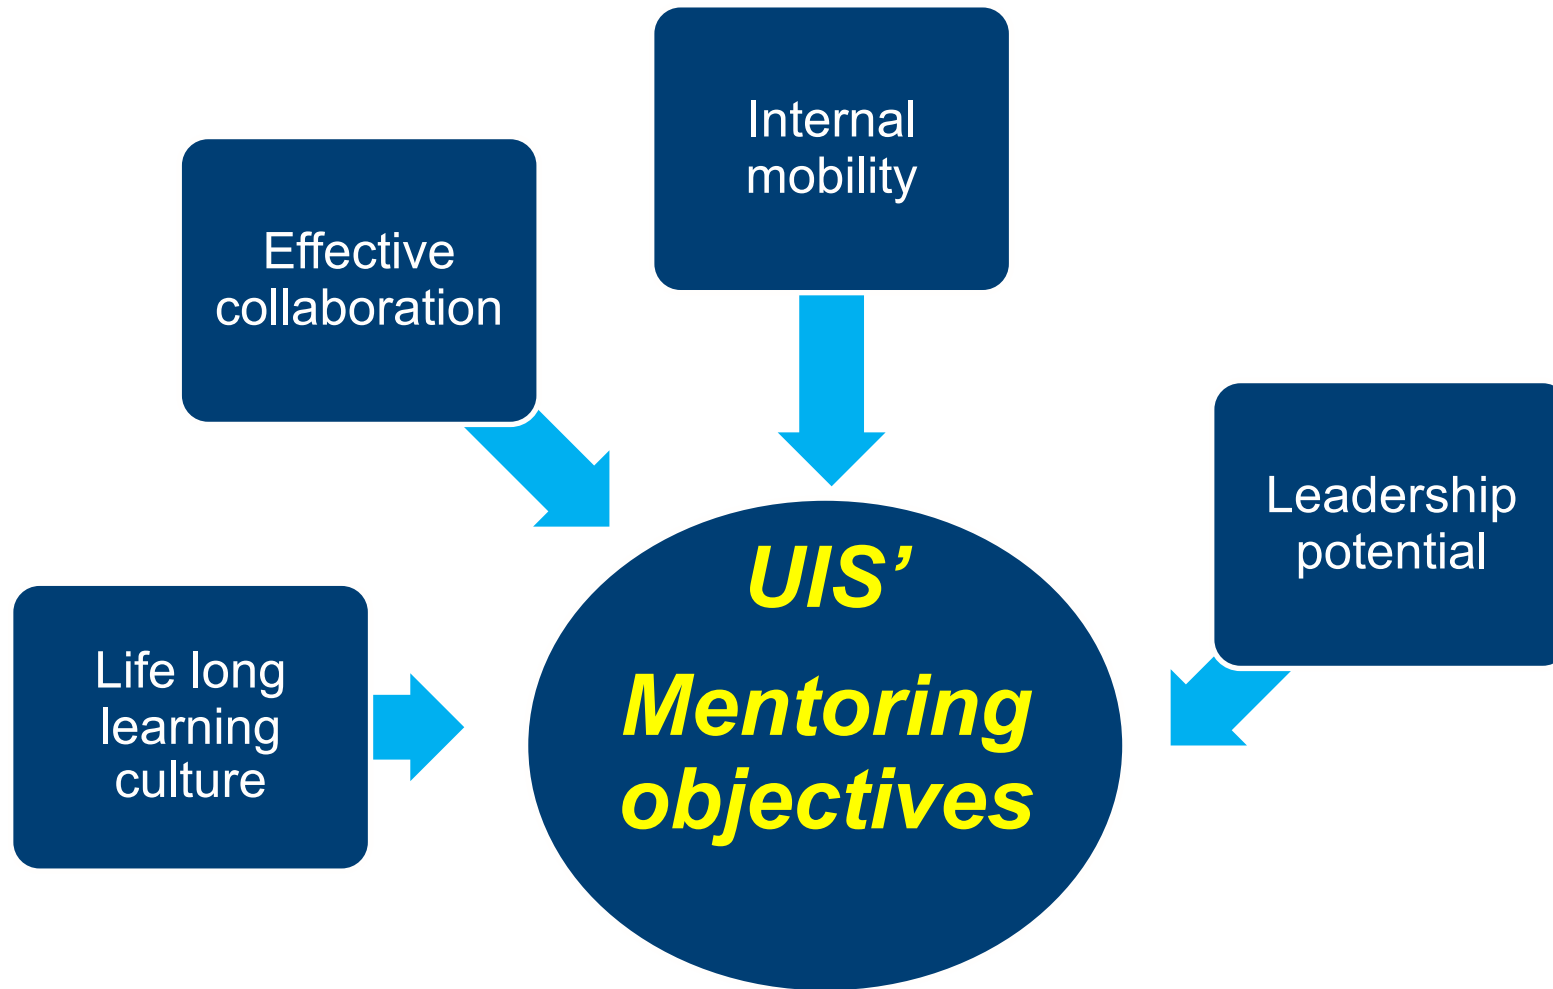 Internal
mobility
Effective
collaboration
Leadership
potential
Life long
learning
culture
UIS’
Mentoring
objectives